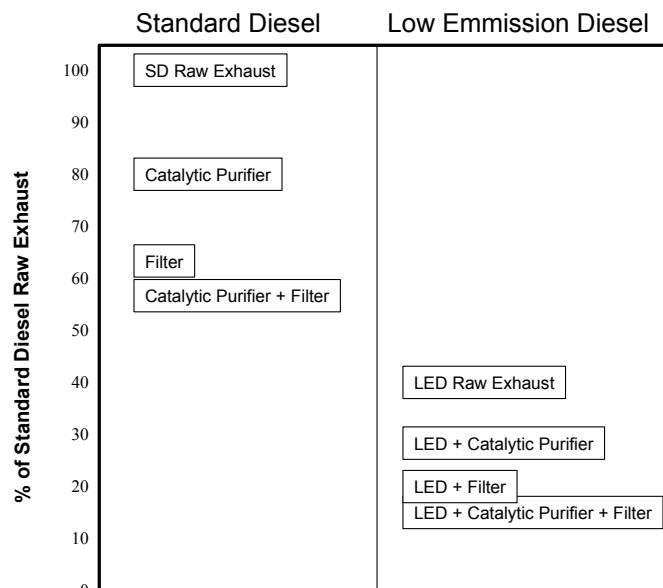 Standard Diesel
Low Emmission Diesel
% of Standard Diesel Raw Exhaust
100
90
80
70
60
50
40
30
20
10
0
SD Raw Exhaust
Catalytic Purifier
Filter
Catalytic Purifier + Filter
LED Raw Exhaust
LED + Catalytic Purifier
LED + Filter
LED + Catalytic Purifier + Filter